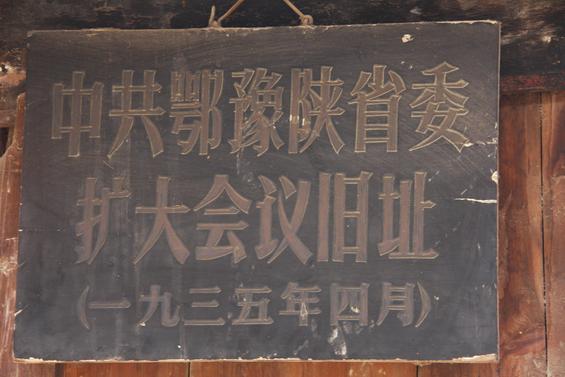 中共鄂豫陕省委
扩大会议旧址
(一九三五年四月)